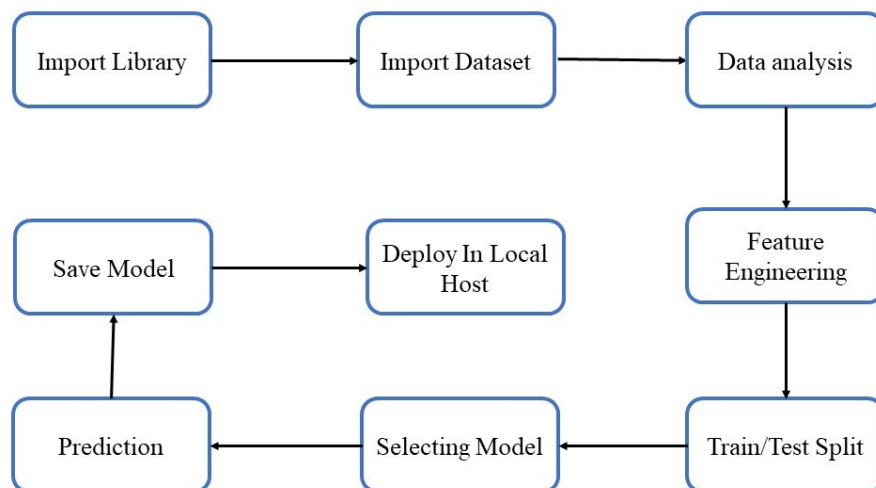 Import Library
Import Dataset
Data analysis
Save Model
Deploy In Local
Host
Feature
Engineering
Prediction
Selecting Model
Train/Test Split